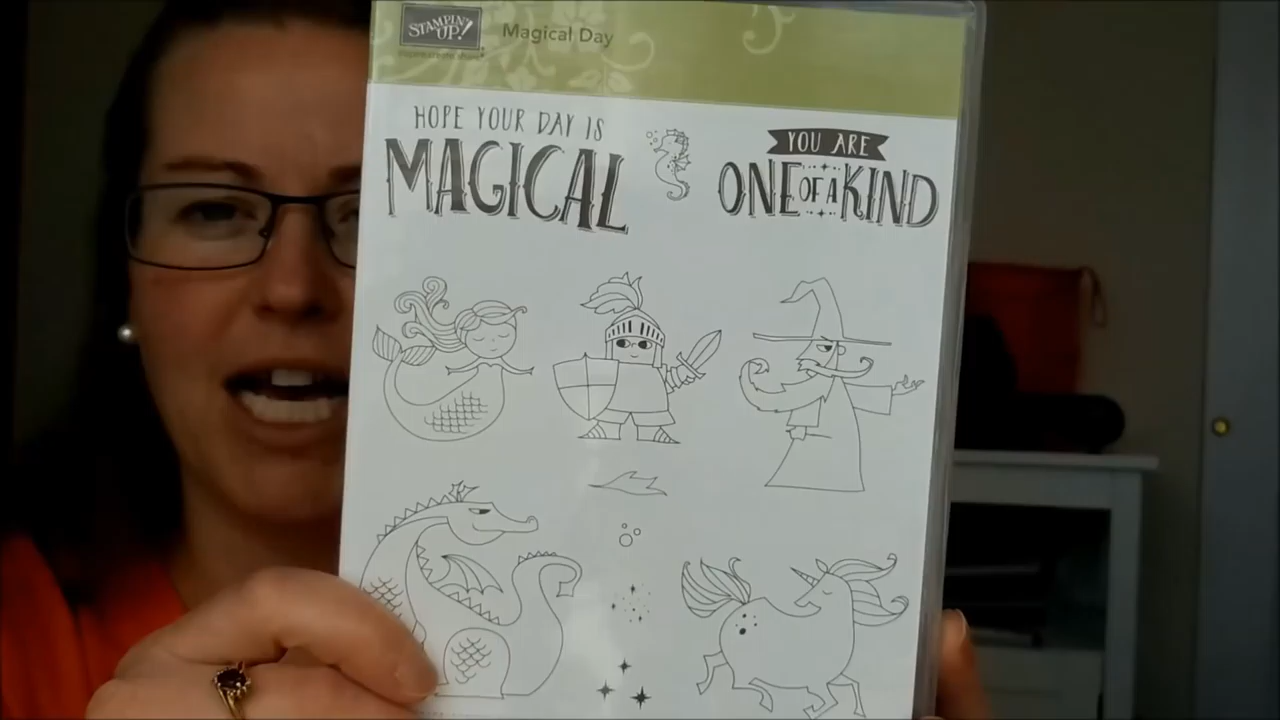 STAMPIN' UP!
Magical Day
HOPE YOUR DAY IS
MAGICAL
YOU ARE
ONE OF A KIND